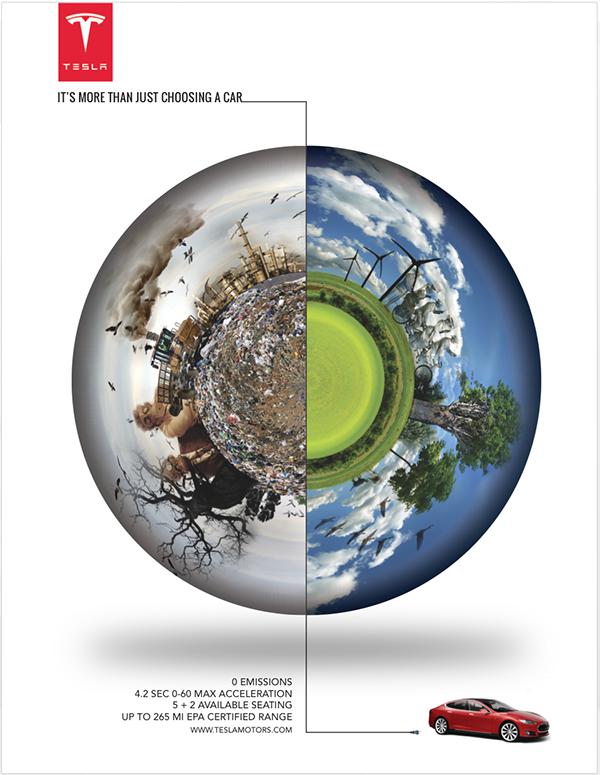 TESLA
IT'S MORE THAN JUST CHOOSING A CAR
0 EMISSIONS
4.2 SEC 0-60 MAX ACCELERATION
5 + 2 AVAILABLE SEATING
UP TO 265 MI EPA CERTIFIED RANGE
WWW.TESLAMOTORS.COM